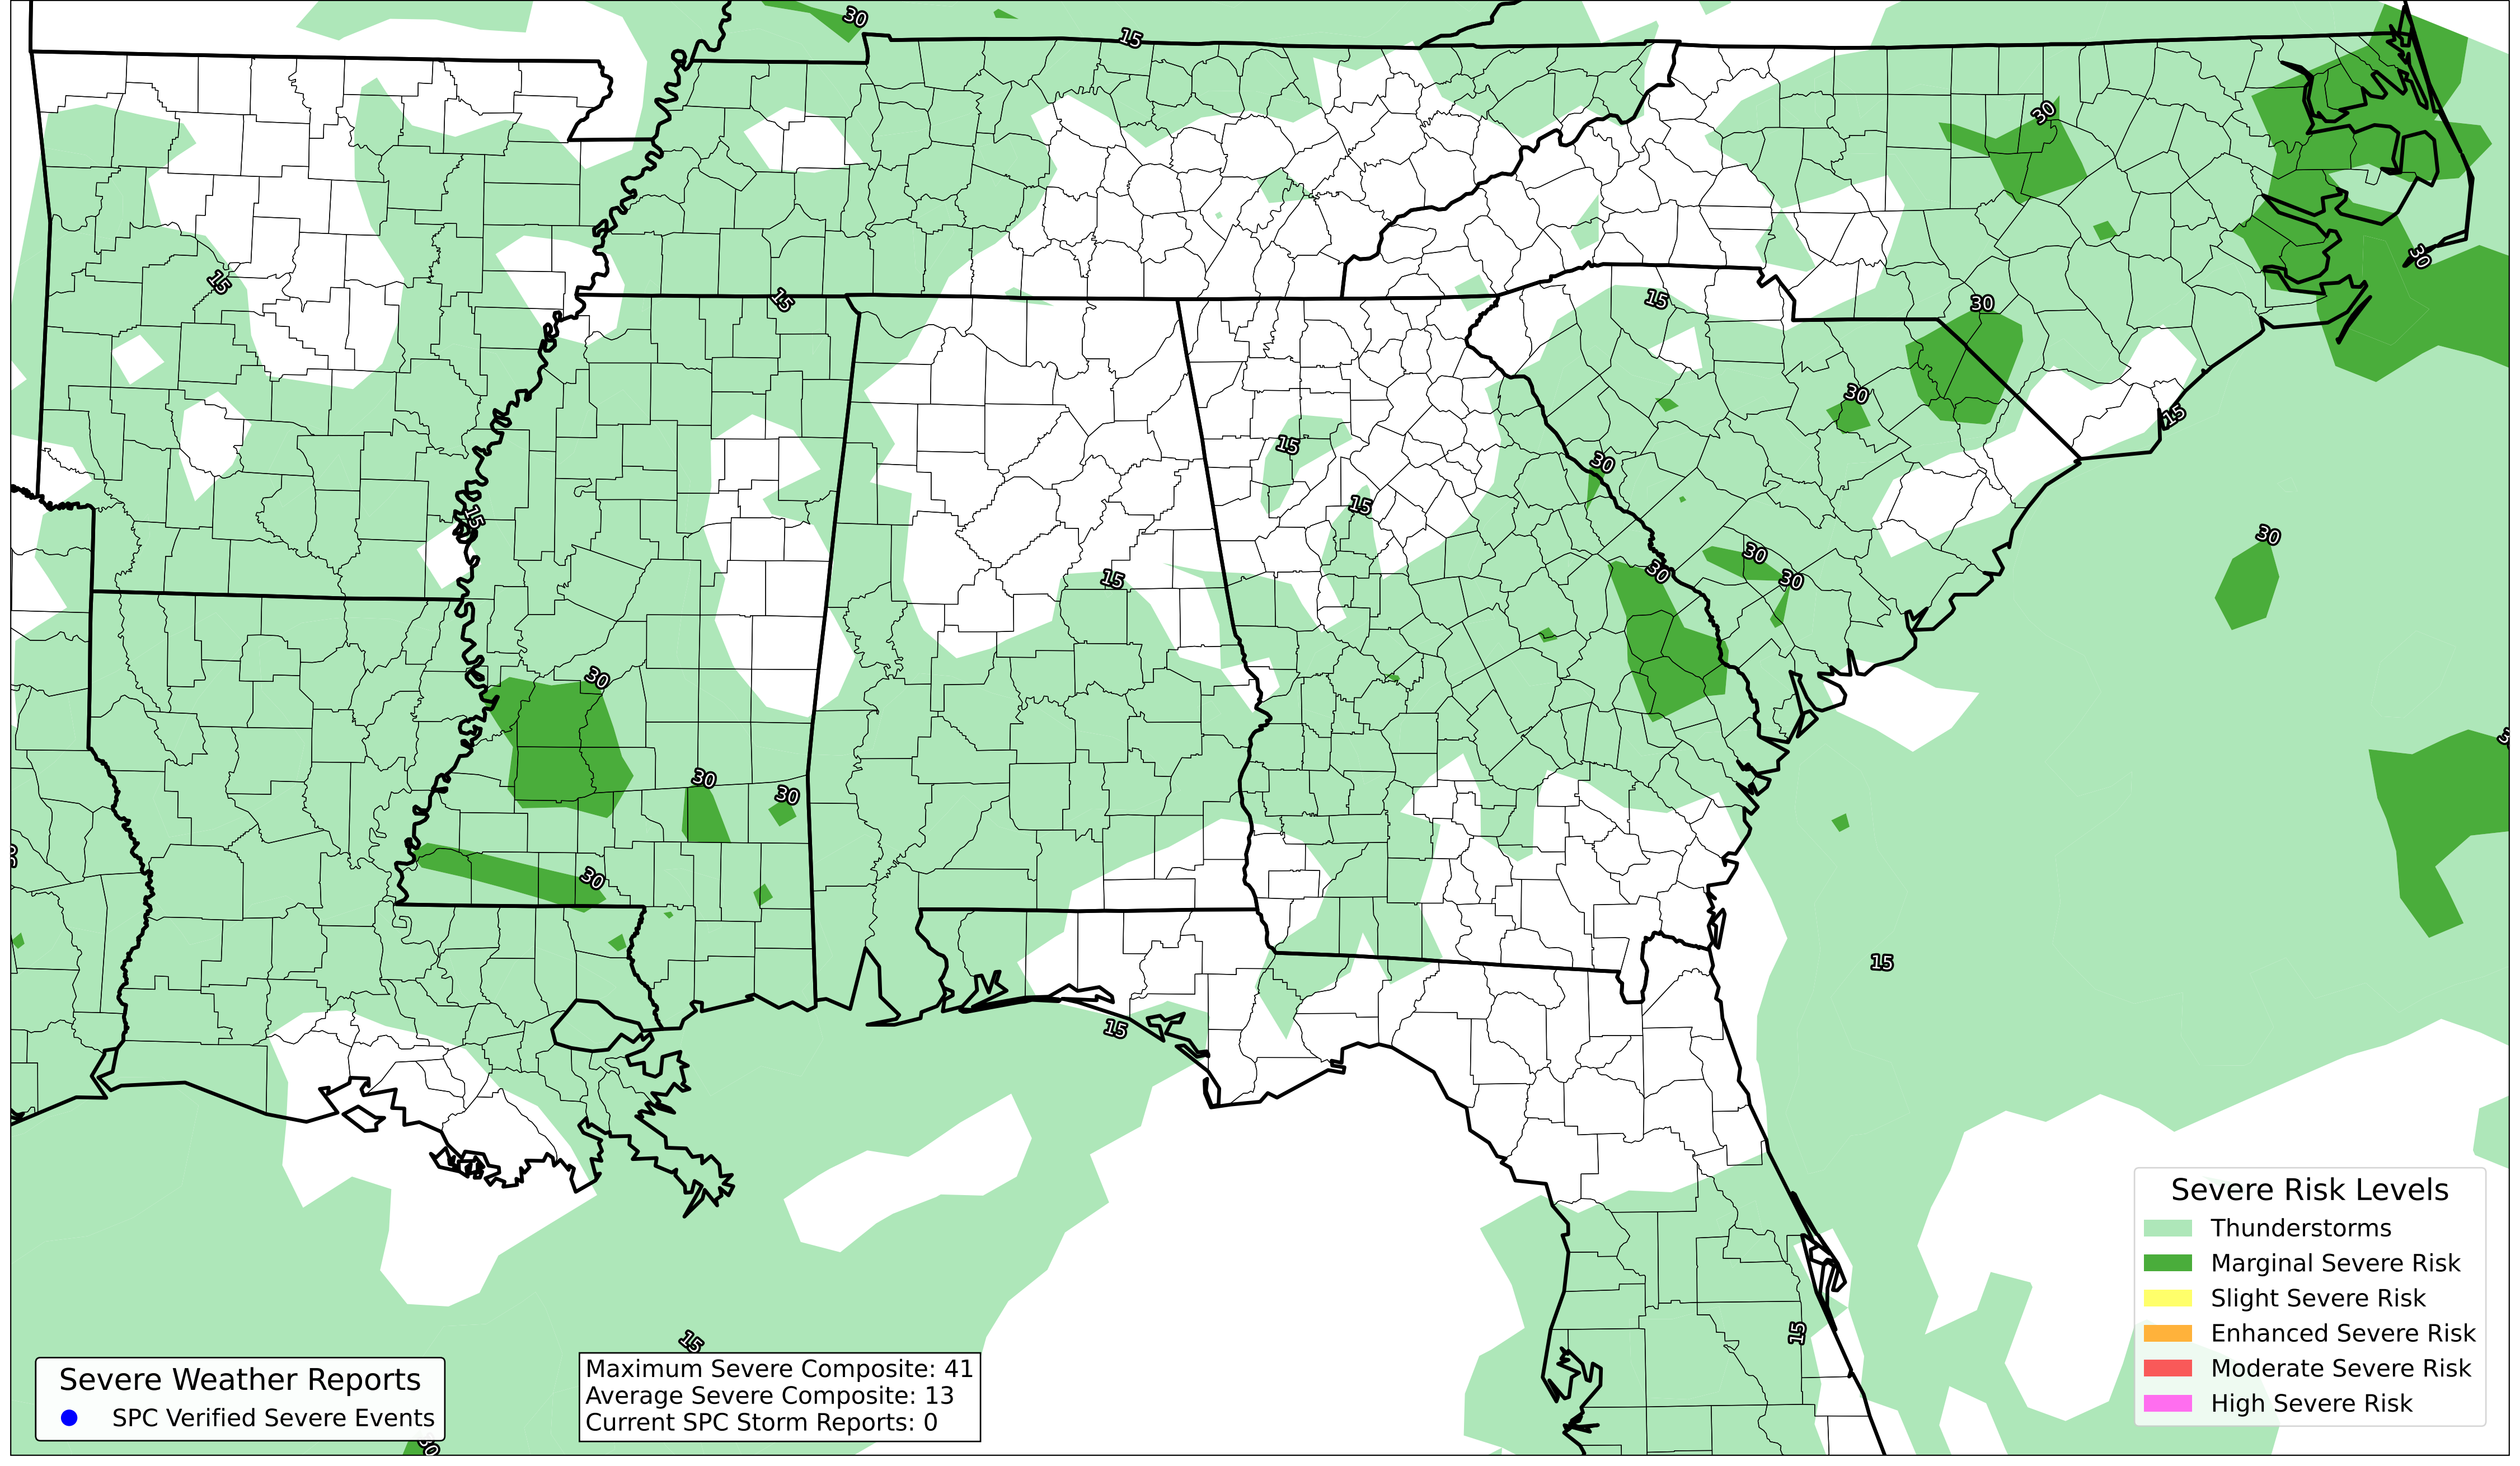 30
15
30
15
15
30
15
30
30
15
15
30
15
30
15
30
30
30
30
15
30
30
30
30
30
15
15
15
15
30
Severe Risk Levels
Thunderstorms
Marginal Severe Risk
Slight Severe Risk
Enhanced Severe Risk
Moderate Severe Risk
High Severe Risk
Severe Weather Reports
SPC Verified Severe Events
Maximum Severe Composite: 41
Average Severe Composite: 13
Current SPC Storm Reports: 0